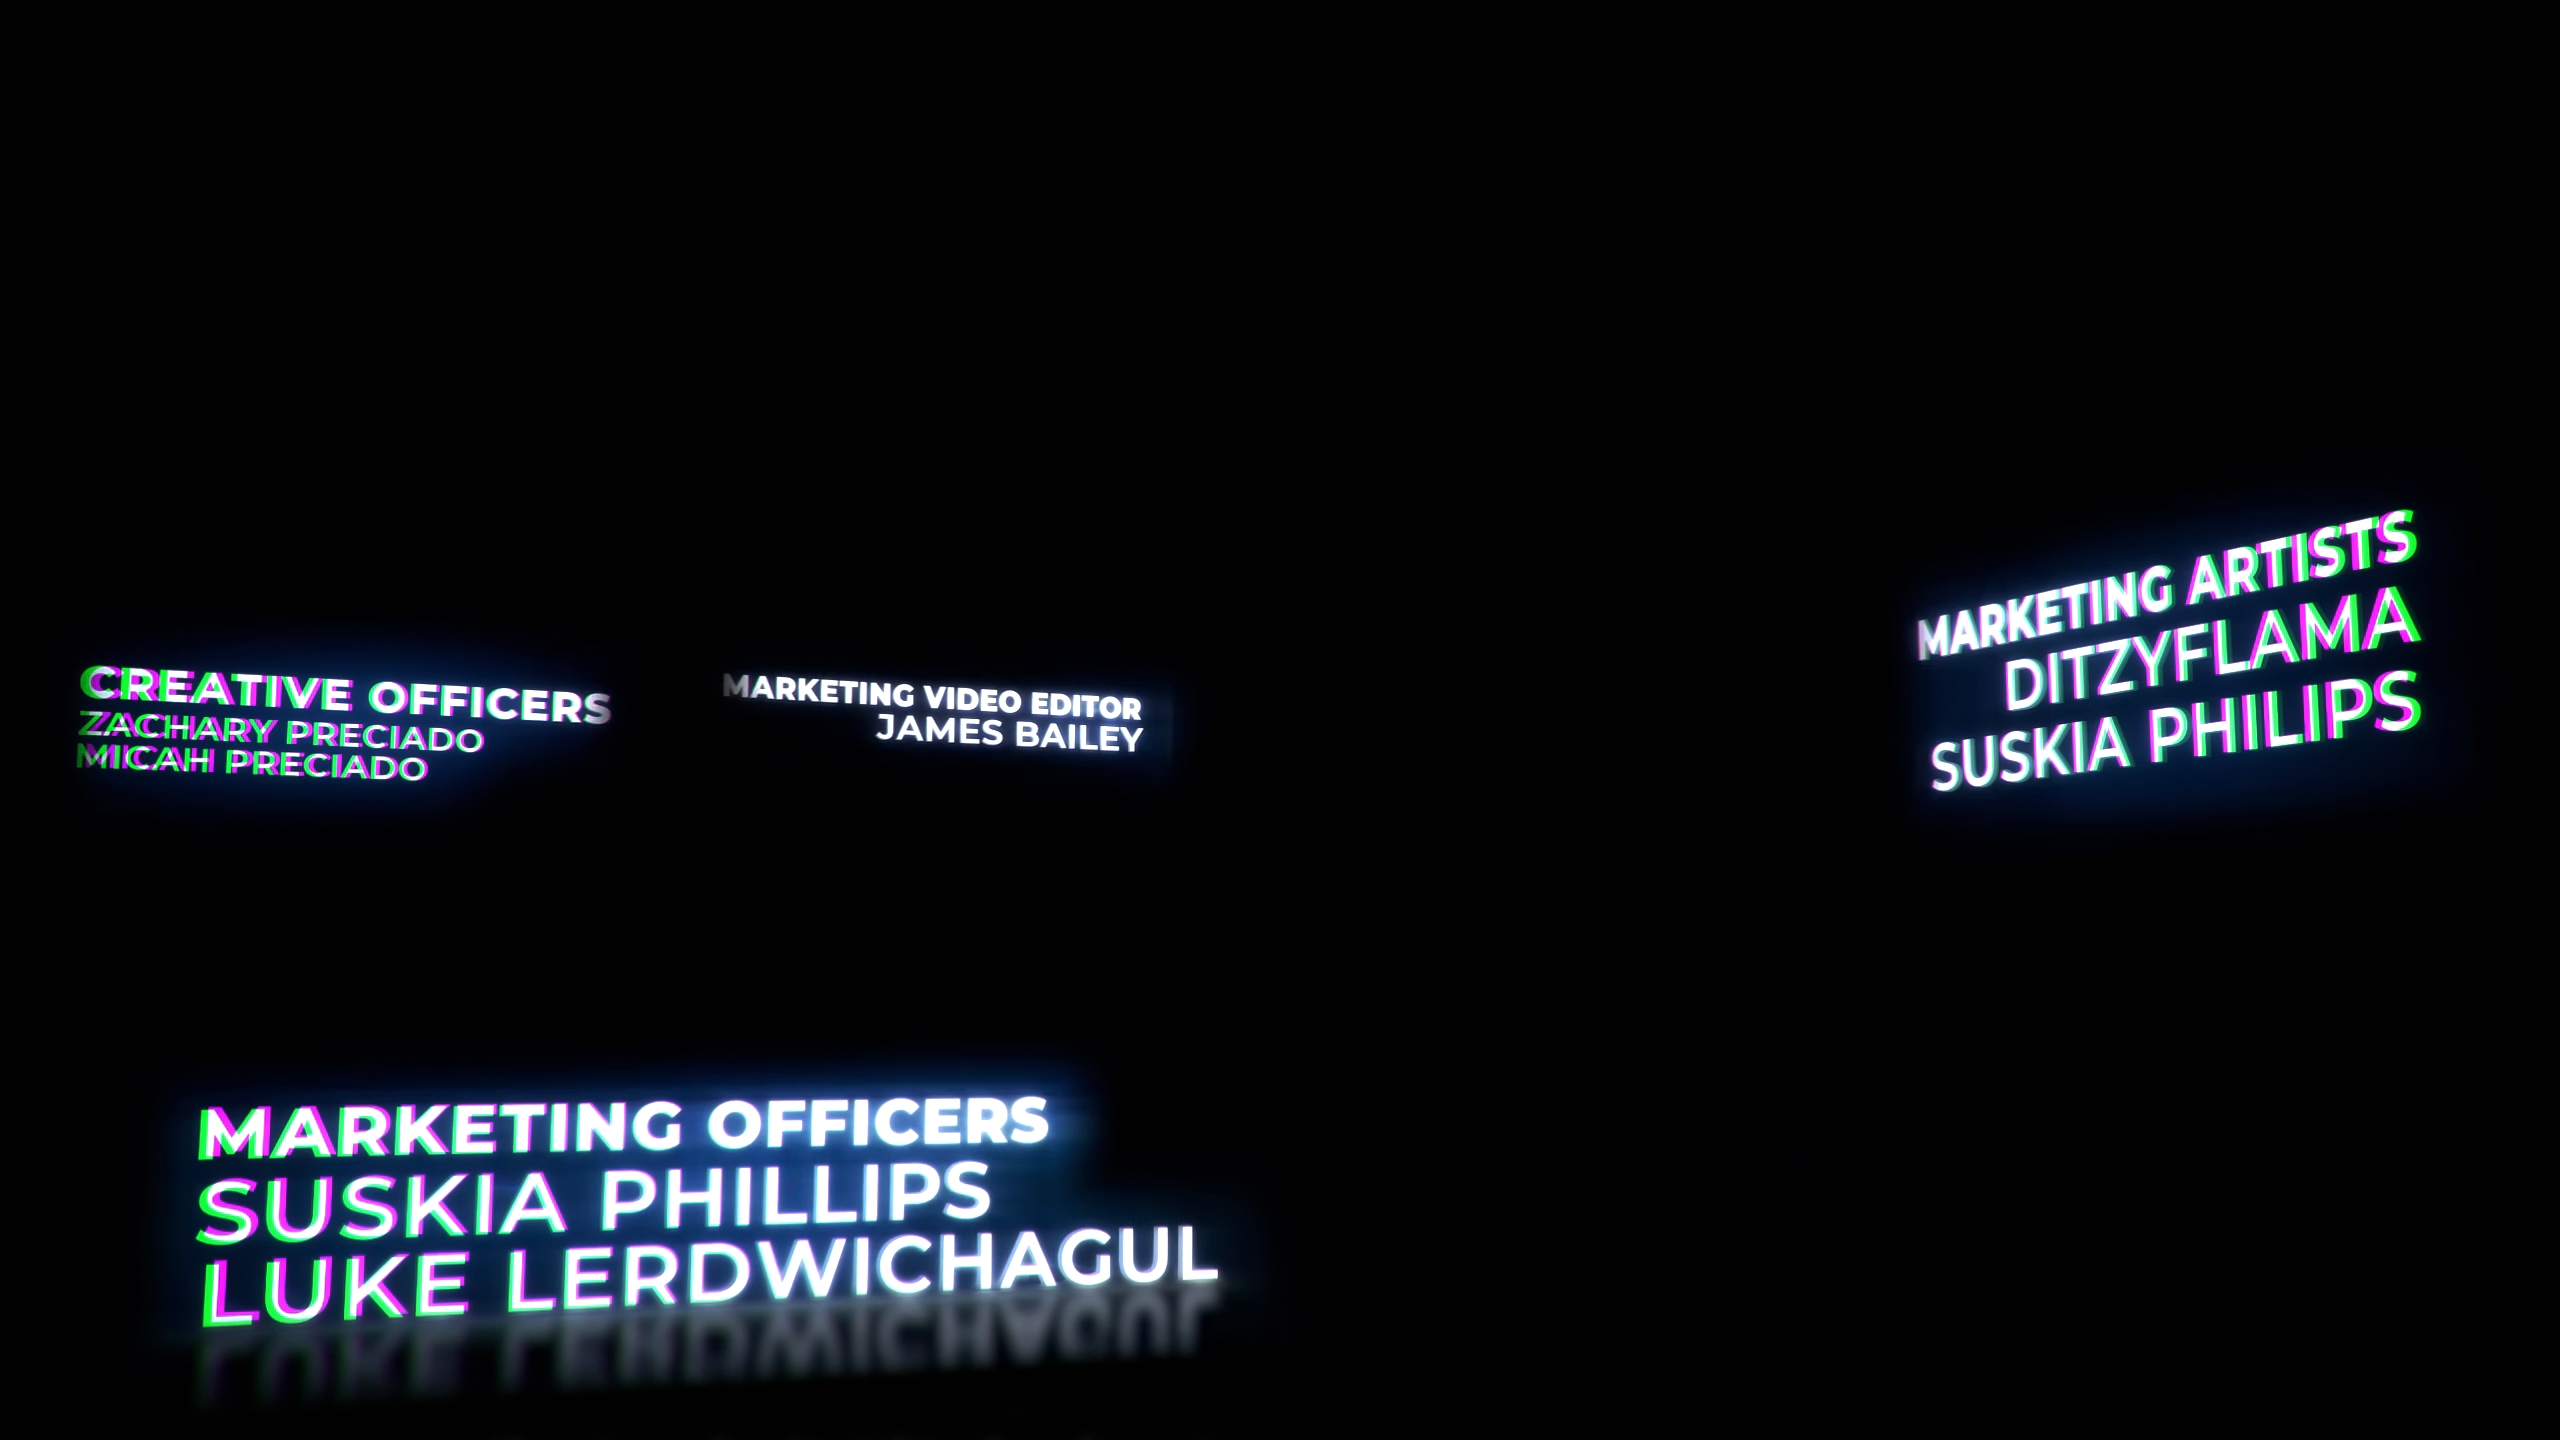 CREATIVE OFFICERS
ZACHARY PRECIADO
MICAH PRECIADO
MARKETING VIDEO EDITOR
JAMES BAILEY
MARKETING ARTISTS
DITZYFLAMA
SUSKIA PHILIPS
MARKETING OFFICERS
SUSKIA PHILLIPS
LUKE LERDWICHAGUL